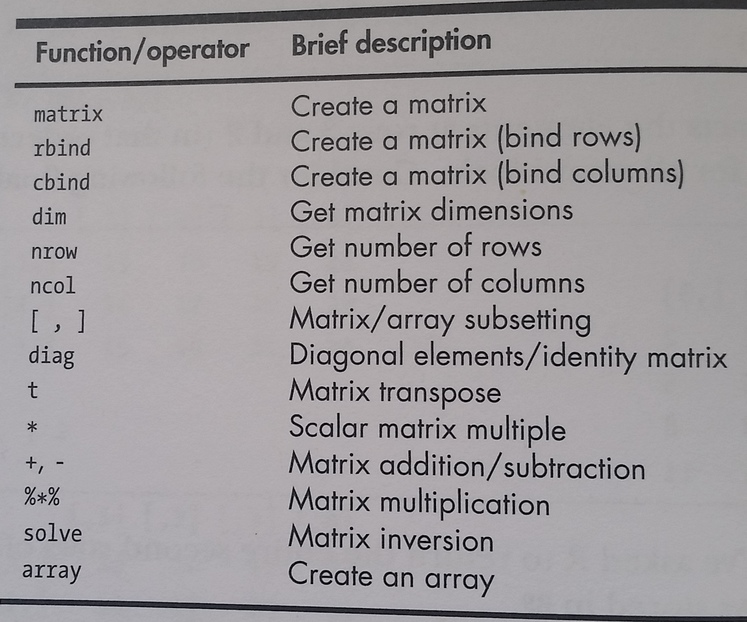 Function/operator Brief description
matrix Create a matrix
rbind Create a matrix (bind rows)
cbind Create a matrix (bind columns)
dim Get matrix dimensions
nrow Get number of rows
ncol Get number of columns
[ , ] Matrix/array subsetting
diag Diagonal elements/identity matrix
t Matrix transpose
* Scalar matrix multiple
+, - Matrix addition/subtraction
%*% Matrix multiplication
solve Matrix inversion
array Create an array